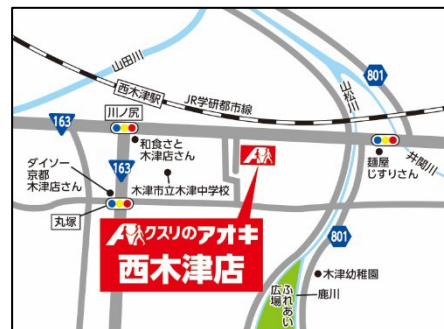 山田川
西木津駅
JR学研都市線
山松川
801
163
川ノ尻
和食さと
木津店さん
麺屋
じすりさん
井関川
163
ダイソー
京都
木津店さん
木津市立木津中学校
丸塚
クスリのアオキ
西木津店
801
木津幼稚園
鹿川
ふれあい
広場